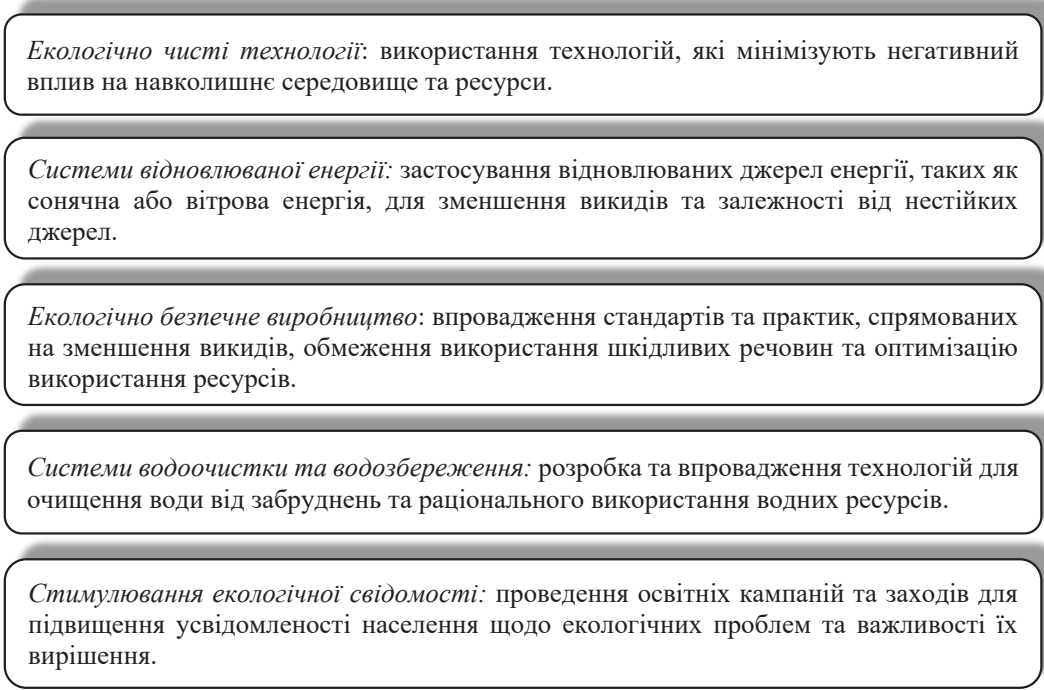 Екологічно чисті технології: використання технологій, які мінімізують негативний
вплив на навколишнє середовище та ресурси.
Системи відновлюваної енергії: застосування відновлюваних джерел енергії, таких як
сонячна або вітрова енергія, для зменшення викидів та залежності від нестійких
джерел.
Екологічно безпечне виробництво: впровадження стандартів та практик, спрямованих
на зменшення викидів, обмеження використання шкідливих речовин та оптимізацію
використання ресурсів.
Системи водоочистки та водозбереження: розробка та впровадження технологій для
очищення води від забруднень та раціонального використання водних ресурсів.
Стимулювання екологічної свідомості: проведення освітніх кампаній та заходів для
підвищення усвідомленості населення щодо екологічних проблем та важливості їх
вирішення.